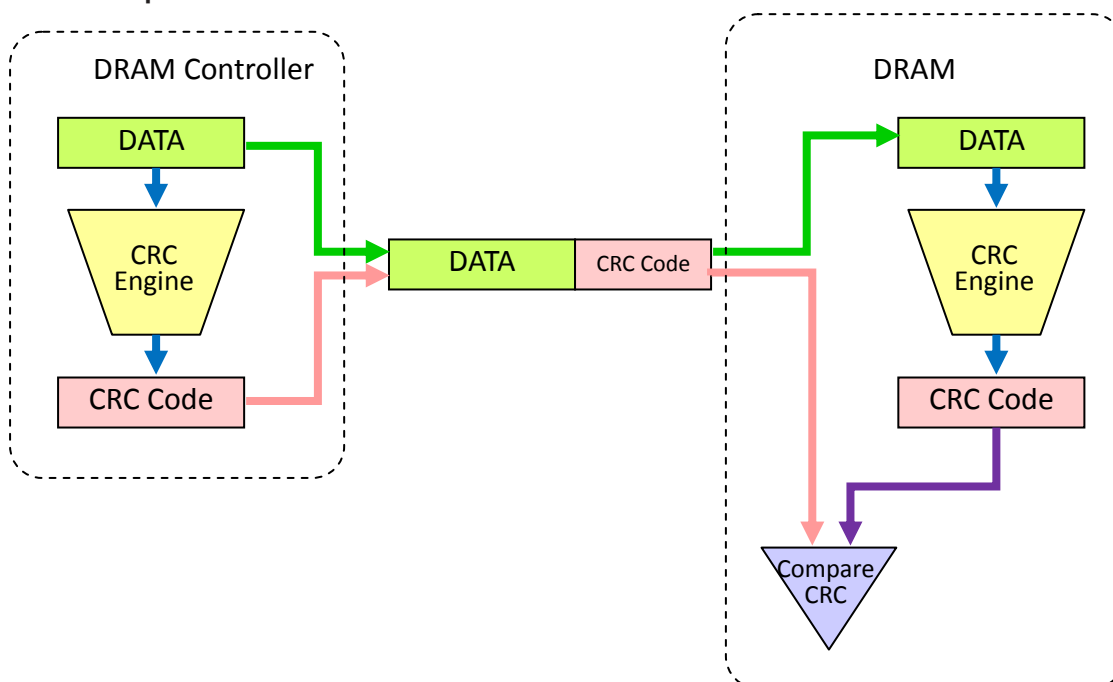 DRAM Controller
DATA
CRC
Engine
CRC Code
DATA
CRC Code
DRAM
DATA
CRC
Engine
CRC Code
Compare
CRC